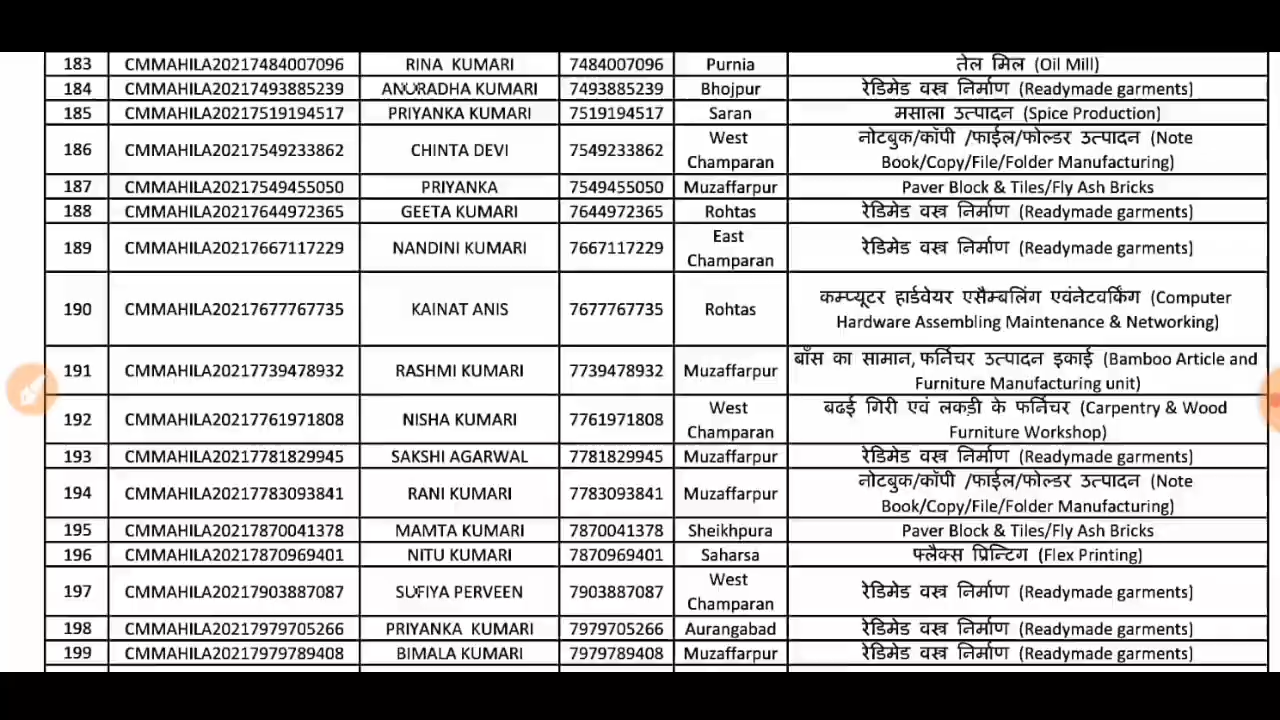 183 CMMAHILA20217484007096 RINA KUMARI 7484007096 Purnia तेल मिल (Oil Mill)
184 CMMAHILA20217493885239 ANURADHA KUMARI 7493885239 Bhojpur रेडिमेड वस्त्र निर्माण (Readymade garments)
185 CMMAHILA20217519194517 PRIYANKA KUMARI 7519194517 Saran मसाला उत्पादन (Spice Production)
186 CMMAHILA20217549233862 CHINTA DEVI 7549233862 West Champaran नोटबुक/कॉपी /फाईल/फोल्डर उत्पादन (Note
Book/Copy/File/Folder Manufacturing)
187 CMMAHILA20217549455050 PRIYANKA 7549455050 Muzaffarpur Paver Block & Tiles/Fly Ash Bricks
188 CMMAHILA20217644972365 GEETA KUMARI 7644972365 Rohtas रेडिमेड वस्त्र निर्माण (Readymade garments)
189 CMMAHILA20217667117229 NANDINI KUMARI 7667117229 East Champaran रेडिमेड वस्त्र निर्माण (Readymade garments)
190 CMMAHILA20217677767735 KAINAT ANIS 7677767735 Rohtas कम्प्यूटर हार्डवेयर एसैम्बलिंग एवंनेटवर्किंग (Computer
Hardware Assembling Maintenance & Networking)
191 CMMAHILA20217739478932 RASHMI KUMARI 7739478932 Muzaffarpur बाँस का सामान, फर्निचर उत्पादन इकाई (Bamboo Article and
Furniture Manufacturing unit)
192 CMMAHILA20217761971808 NISHA KUMARI 7761971808 West Champaran बढई गिरी एवं लकड़ी के फर्निचर (Carpentry & Wood
Furniture Workshop)
193 CMMAHILA20217781829945 SAKSHI AGARWAL 7781829945 Muzaffarpur रेडिमेड वस्त्र निर्माण (Readymade garments)
194 CMMAHILA20217783093841 RANI KUMARI 7783093841 Muzaffarpur नोटबुक/कॉपी /फाईल/फोल्डर उत्पादन (Note
Book/Copy/File/Folder Manufacturing)
195 CMMAHILA20217870041378 MAMTA KUMARI 7870041378 Sheikhpura Paver Block & Tiles/Fly Ash Bricks
196 CMMAHILA20217870969401 NITU KUMARI 7870969401 Saharsa फ्लैक्स प्रिन्टिग (Flex Printing)
197 CMMAHILA20217903887087 SUFIYA PERVEEN 7903887087 West Champaran रेडिमेड वस्त्र निर्माण (Readymade garments)
198 CMMAHILA20217979705266 PRIYANKA KUMARI 7979705266 Aurangabad रेडिमेड वस्त्र निर्माण (Readymade garments)
199 CMMAHILA20217979789408 BIMALA KUMARI 7979789408 Muzaffarpur रेडिमेड वस्त्र निर्माण (Readymade garments)